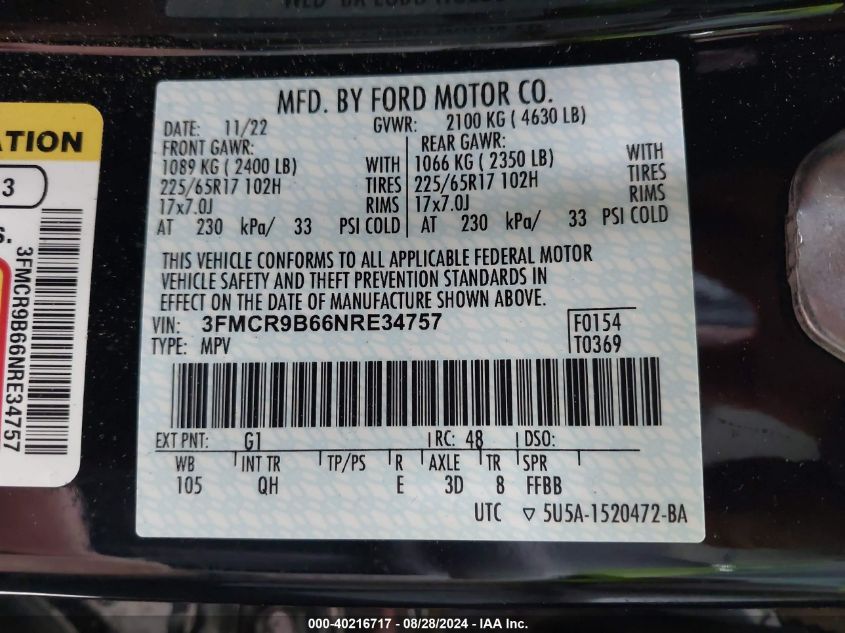 MFD. BY FORD MOTOR CO.
DATE: 11/22 GVWR: 2100 KG ( 4630 LB)
FRONT GAWR: REAR GAWR:
1089 KG ( 2400 LB) WITH 1066 KG ( 2350 LB) WITH
225/65R17 102H TIRES 225/65R17 102H TIRES
17x7.0J RIMS 17x7.0J RIMS
AT 230 kPa/ 33 PSI COLD AT 230 kPa/ 33 PSI COLD
THIS VEHICLE CONFORMS TO ALL APPLICABLE FEDERAL MOTOR
VEHICLE SAFETY AND THEFT PREVENTION STANDARDS IN
EFFECT ON THE DATE OF MANUFACTURE SHOWN ABOVE.
VIN: 3FMCR9B66NRE34757 F0154
TYPE: MPV T0369
EXT PNT: G1 RC: 48 DSO:
WB INT TR TP/PS R AXLE TR SPR
105 QH E 3D 8 FFBB
UTC ▽ 5U5A-1520472-BA
ATION
3
S.
3FMCR9B66NRE34757
000-40216717 - 08/28/2024 - IAA Inc.